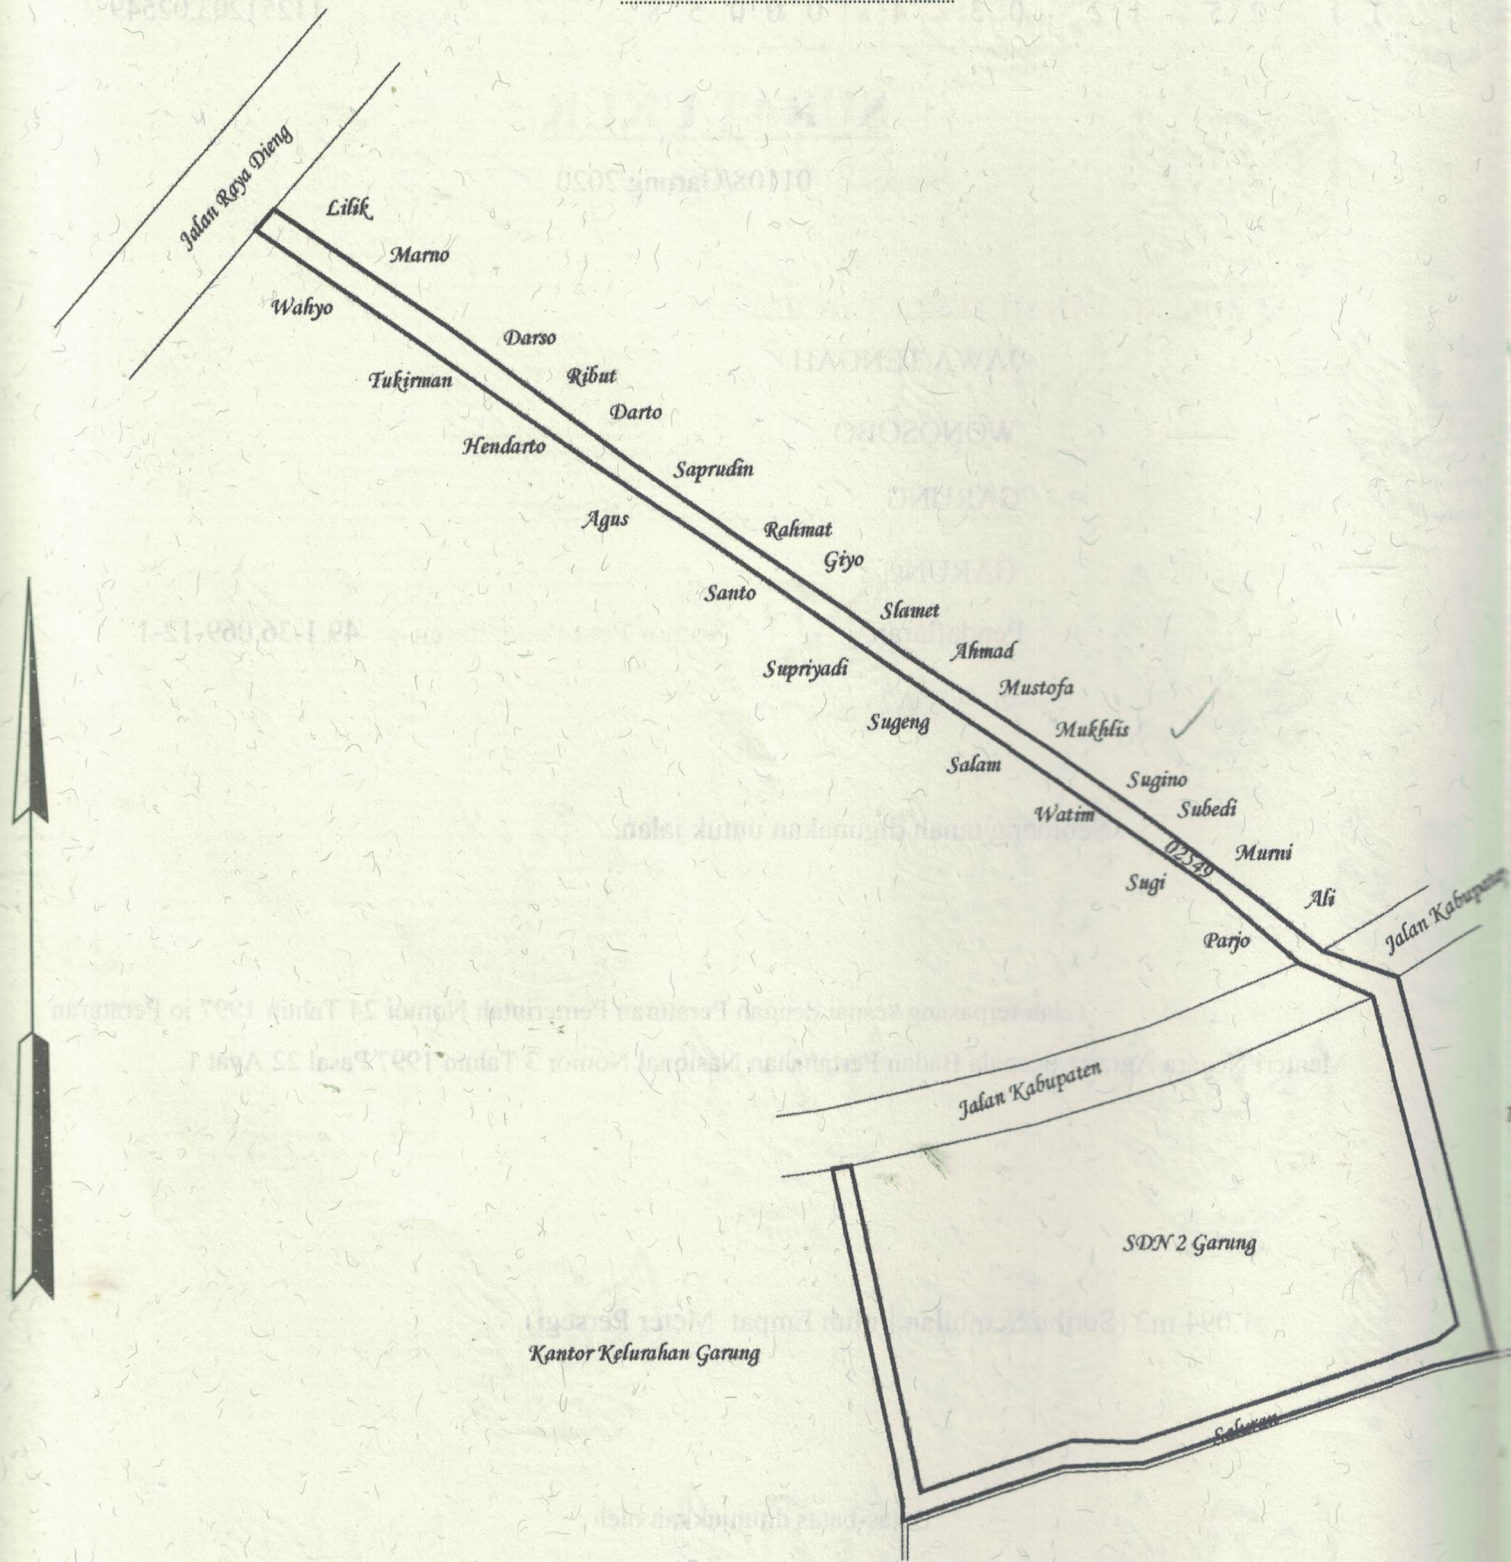 Jalan Raya Dieng
Lilik
Marno
Wahyo
Darso
Tukirman
Ribut
Darto
Hendarto
Saprudin
Agus
Rahmat
Giyo
Santo
Slamet
Ahmad
Supriyadi
Mustofa
Sugeng
Mukhlis
Salam
Sugino
Subedi
Watim
02549
Murni
Sugi
Ali
Jalan Kabupaten
Parjo
Jalan Kabupaten
SDN 2 Garung
Kantor Kelurahan Garung
Saluran